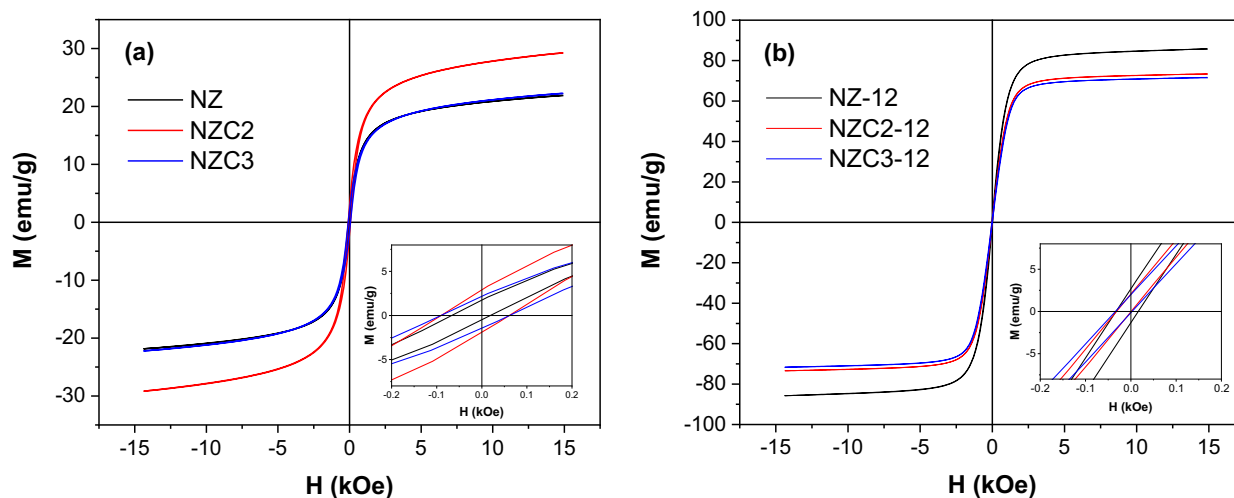 (a)
NZ
NZC2
NZC3
30
20
10
0
-10
-20
-30
M (emu/g)
-15 -10 -5 0 5 10 15
H (kOe)
5
0
-5
M (emu/g)
-0.2 -0.1 0.0 0.1 0.2
H (kOe)
(b)
NZ-12
NZC2-12
NZC3-12
100
80
60
40
20
0
-20
-40
-60
-80
-100
M (emu/g)
-15 -10 -5 0 5 10 15
H (kOe)
5
0
-5
M (emu/g)
-0.2 -0.1 0.0 0.1 0.2
H (kOe)